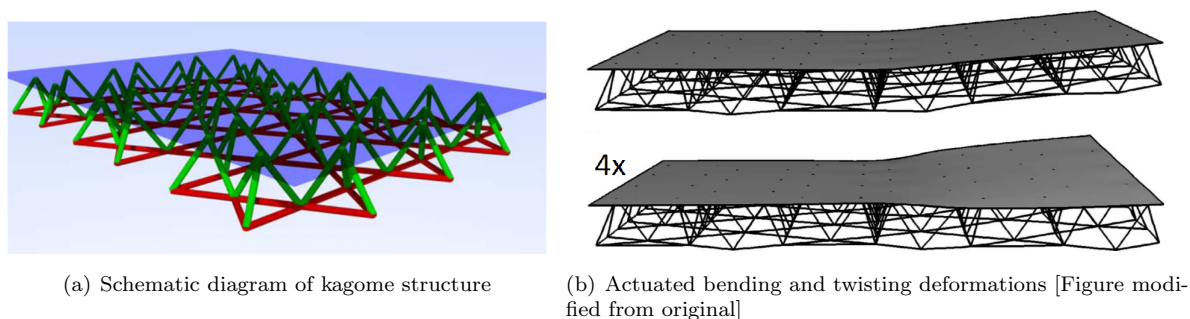 4x
(a) Schematic diagram of kagome structure
(b) Actuated bending and twisting deformations [Figure modi-
fied from original]